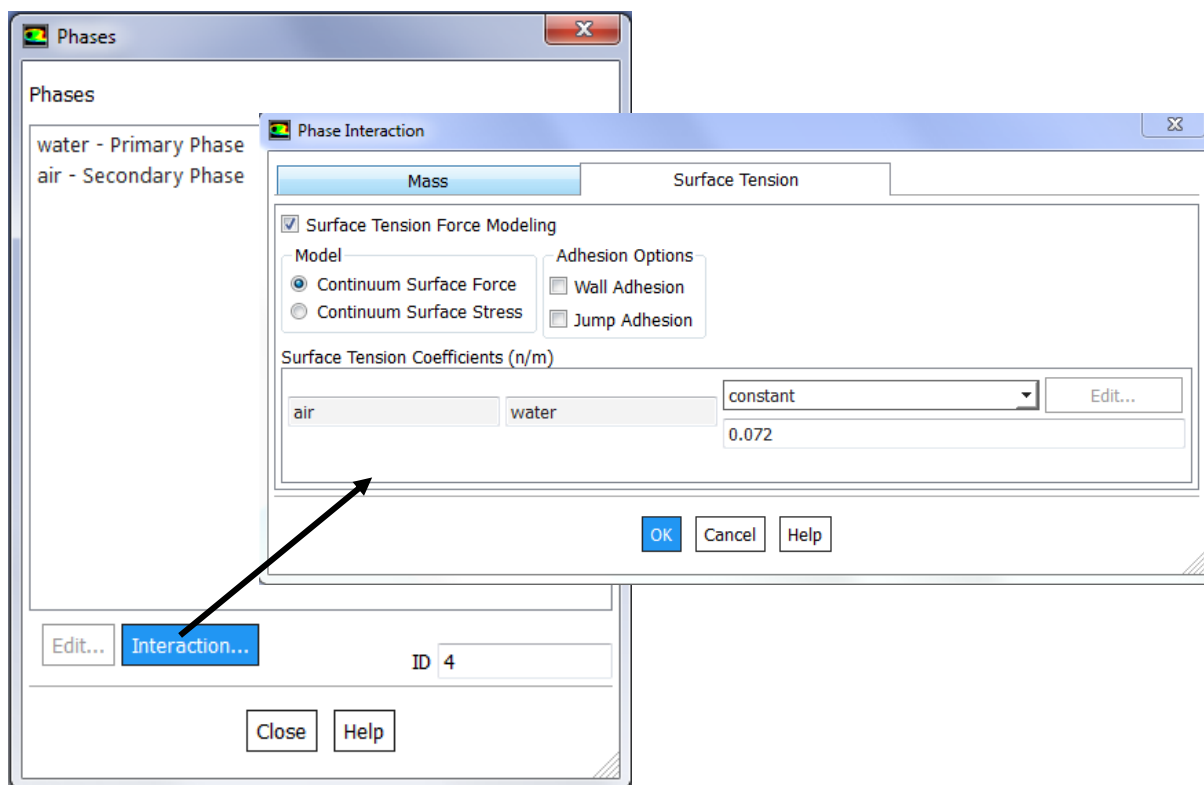 Phases
X
Phases
water - Primary Phase
air - Secondary Phase
Phase Interaction
X
Mass
Surface Tension
Surface Tension Force Modeling
Model
Continuum Surface Force
Continuum Surface Stress
Adhesion Options
Wall Adhesion
Jump Adhesion
Surface Tension Coefficients (n/m)
air
water
constant
Edit...
0.072
OK
Cancel
Help
Edit...
Interaction...
ID
4
Close
Help